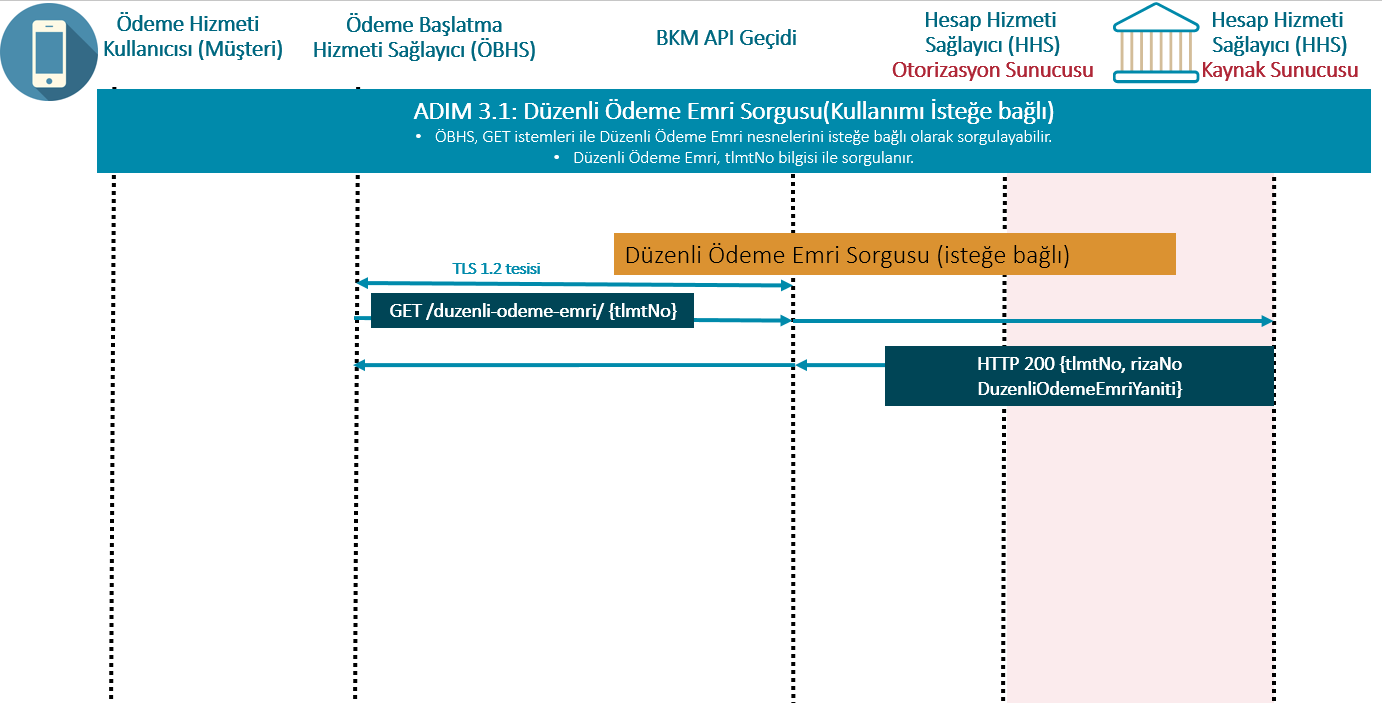 Ödeme Hizmeti
Kullanıcısı (Müşteri)
Ödeme Başlatma
Hizmeti Sağlayıcı (ÖBHS)
BKM API Geçidi
Hesap Hizmeti
Sağlayıcı (HHS)
Otorizasyon Sunucusu
Hesap Hizmeti
Sağlayıcı (HHS)
Kaynak Sunucusu
ADIM 3.1: Düzenli Ödeme Emri Sorgusu(Kullanımı İsteğe bağlı)
• ÖBHS, GET istemleri ile Düzenli Ödeme Emri nesnelerini isteğe bağlı olarak sorgulayabilir.
• Düzenli Ödeme Emri, tlmtNo bilgisi ile sorgulanır.
Düzenli Ödeme Emri Sorgusu (isteğe bağlı)
TLS 1.2 tesisi
GET /duzenli-odeme-emri/ {tlmtNo}
HTTP 200 {tlmtNo, rizaNo
DuzenliOdemeEmriYaniti}